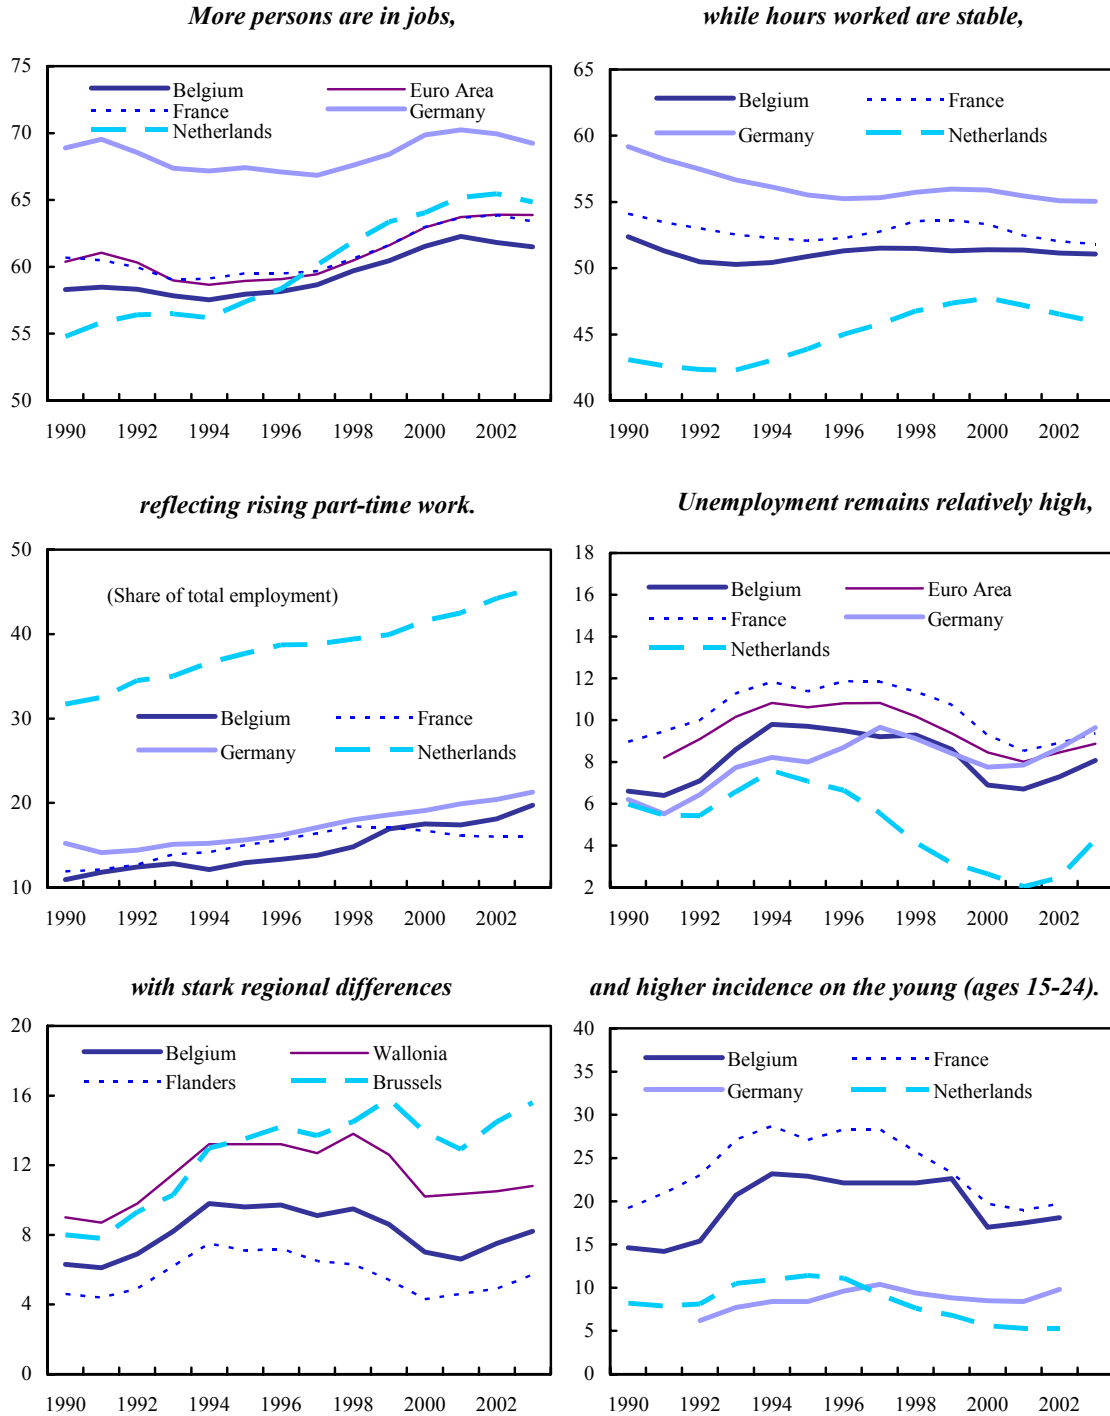 More persons are in jobs,
while hours worked are stable,
75
70
65
60
55
50
Belgium
Euro Area
France
Germany
Netherlands
1990 1992 1994 1996 1998 2000 2002
65
60
55
50
45
40
Belgium
France
Germany
Netherlands
1990 1992 1994 1996 1998 2000 2002
reflecting rising part-time work.
Unemployment remains relatively high,
50
40
30
20
10
(Share of total employment)
Belgium
France
Germany
Netherlands
1990 1992 1994 1996 1998 2000 2002
18
16
14
12
10
8
6
4
2
Belgium
Euro Area
France
Germany
Netherlands
1990 1992 1994 1996 1998 2000 2002
with stark regional differences
and higher incidence on the young (ages 15-24).
20
16
12
8
4
0
Belgium
Wallonia
Flanders
Brussels
1990 1992 1994 1996 1998 2000 2002
40
35
30
25
20
15
10
5
0
Belgium
France
Germany
Netherlands
1990 1992 1994 1996 1998 2000 2002